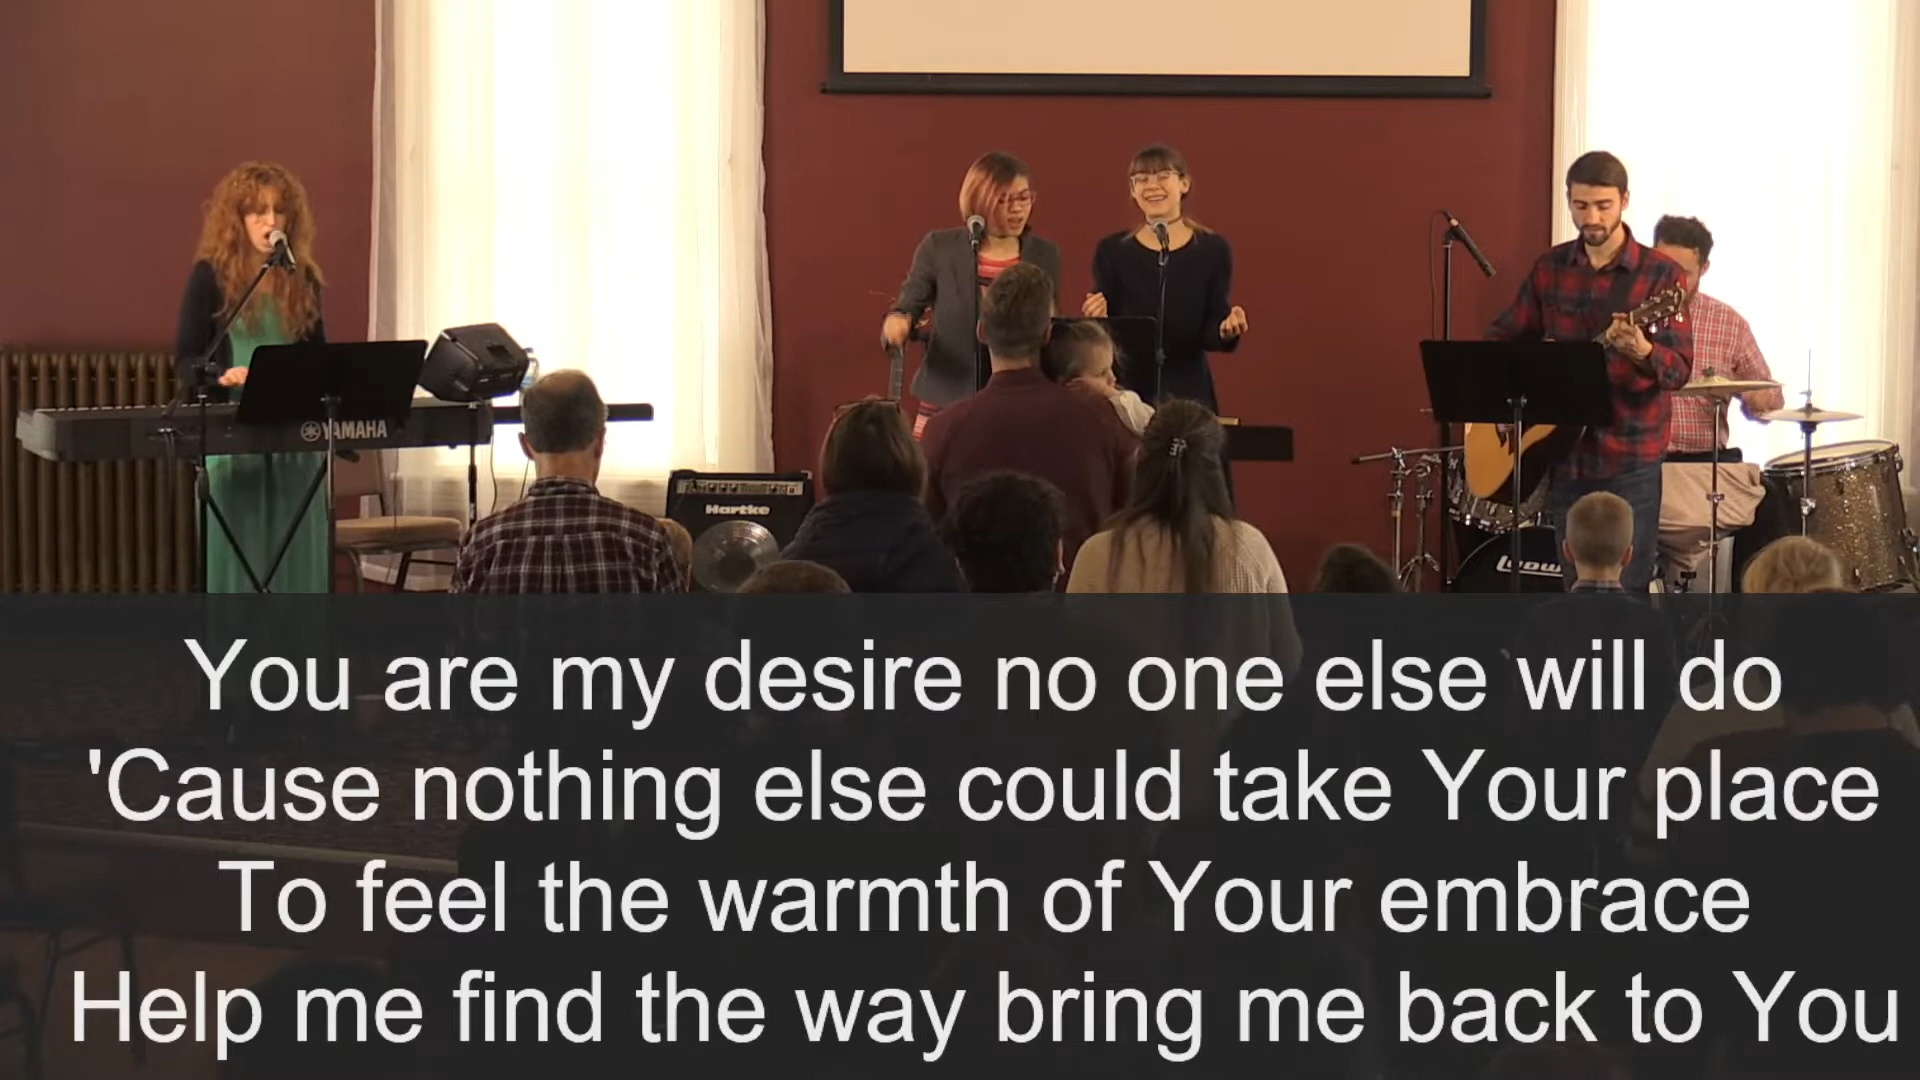 YAMAHA
Hartke
You are my desire no one else will do
'Cause nothing else could take Your place
To feel the warmth of Your embrace
Help me find the way bring me back to You